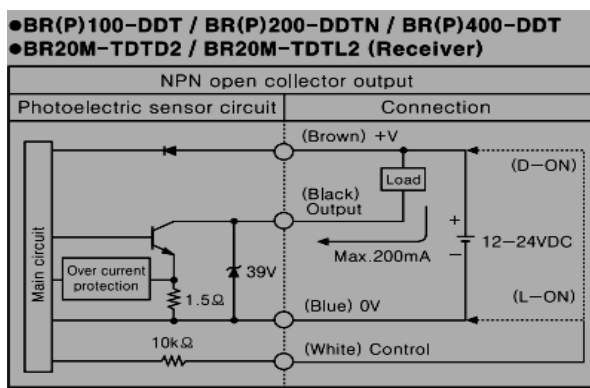 ●BR(P)100-DDT / BR(P)200-DDTN / BR(P)400-DDT
●BR20M-TDTD2 / BR20M-TDTL2 (Receiver)
NPN open collector output
Photoelectric sensor circuit
Connection
(Brown) +V
(D-ON)
Load
(Black)
Output
+
12-24VDC
-
Max.200mA
Main circuit
Over current
protection
39V
1.5Ω
(L-ON)
(Blue) 0V
10kΩ
(White) Control